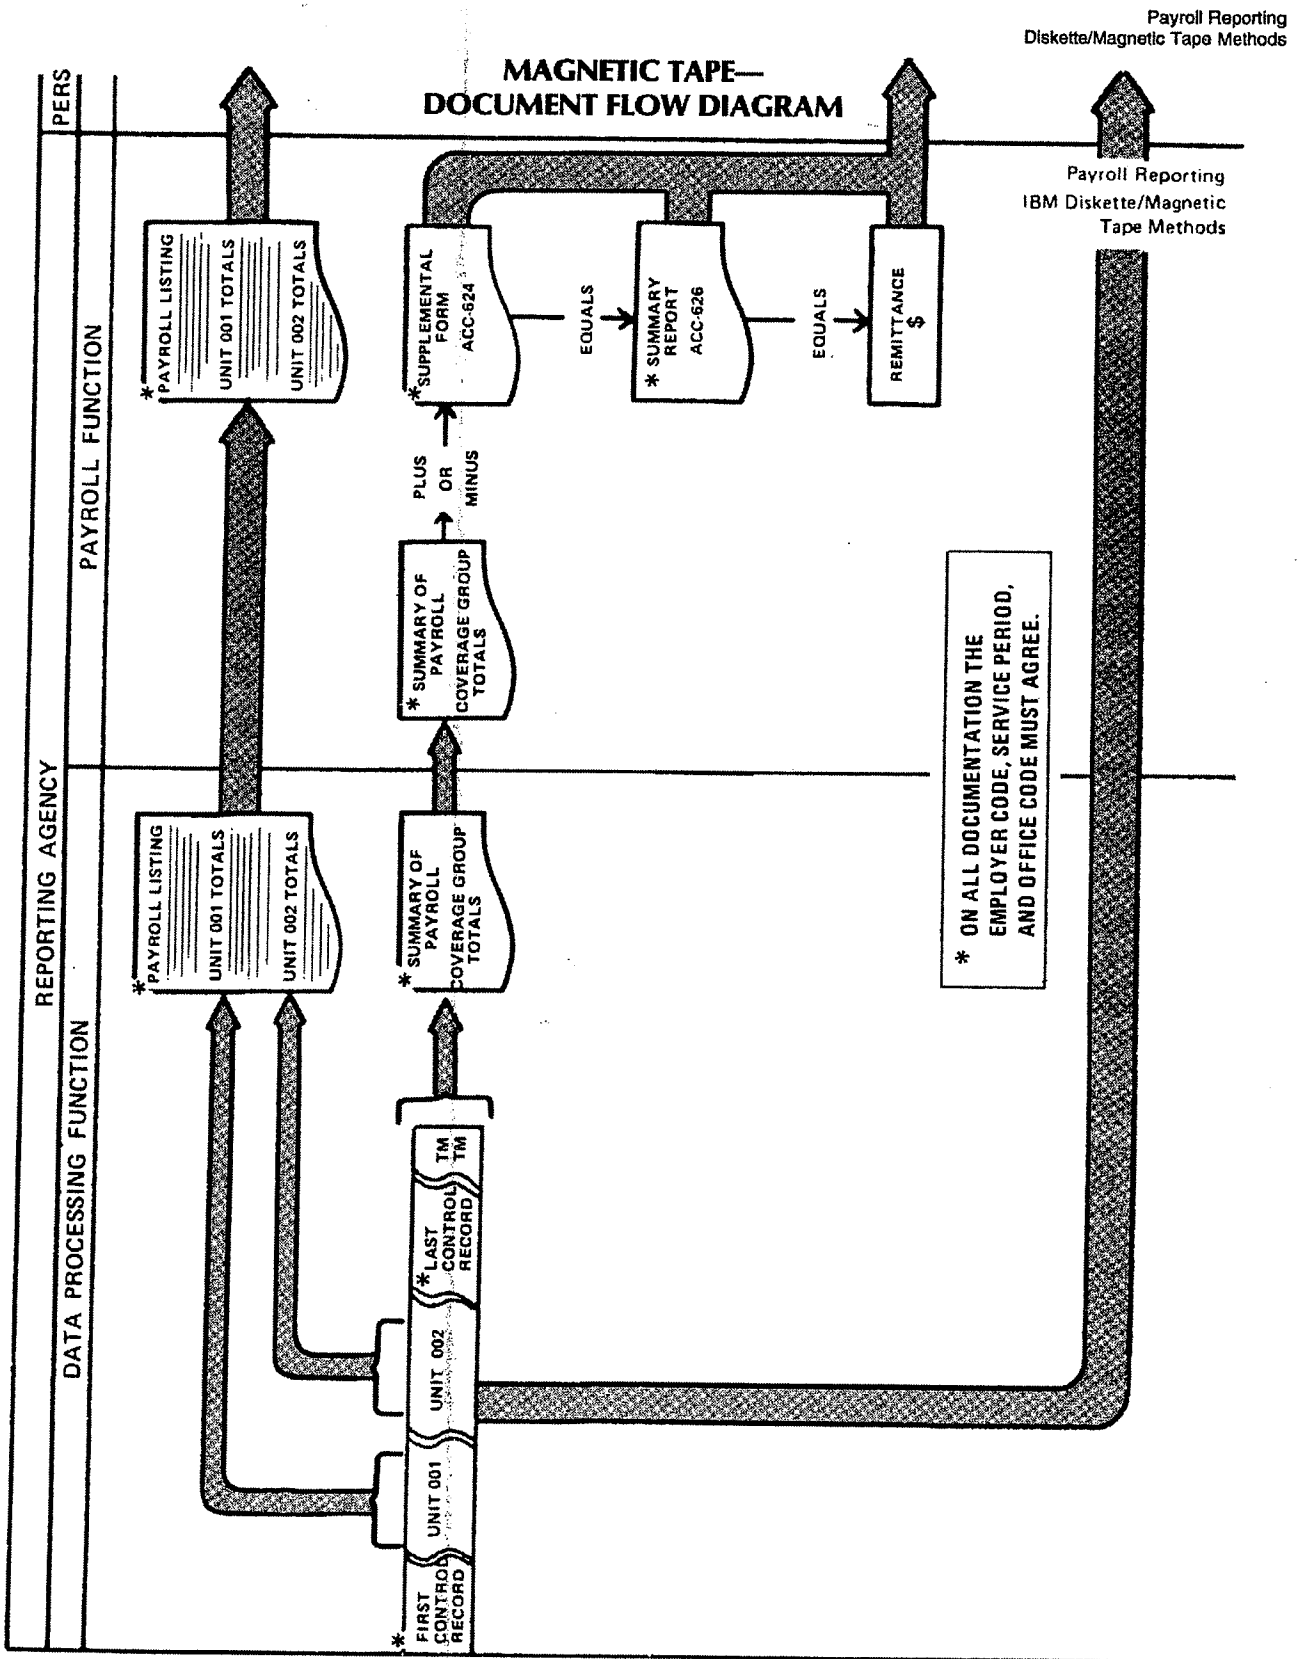 Payroll Reporting
Diskette/Magnetic Tape Methods
MAGNETIC TAPE—
DOCUMENT FLOW DIAGRAM
Payroll Reporting
IBM Diskette/Magnetic
Tape Methods
REPORTING AGENCY
PERS
DATA PROCESSING FUNCTION
PAYROLL FUNCTION
*
PAYROLL LISTING
UNIT 001 TOTALS
UNIT 002 TOTALS
*
PAYROLL LISTING
UNIT 001 TOTALS
UNIT 002 TOTALS
*
FIRST
CONTROL
RECORD
UNIT 001
UNIT 002
*LAST
CONTROL
RECORD
TM
TM
* SUMMARY OF
PAYROLL
COVERAGE GROUP
TOTALS
* SUMMARY OF
PAYROLL
COVERAGE GROUP
TOTALS
PLUS
OR
MINUS
*SUPPLEMENTAL
FORM
ACC-624
EQUALS
* SUMMARY
REPORT
ACC-626
EQUALS
REMITTANCE
$
* ON ALL DOCUMENTATION THE
EMPLOYER CODE, SERVICE PERIOD,
AND OFFICE CODE MUST AGREE.